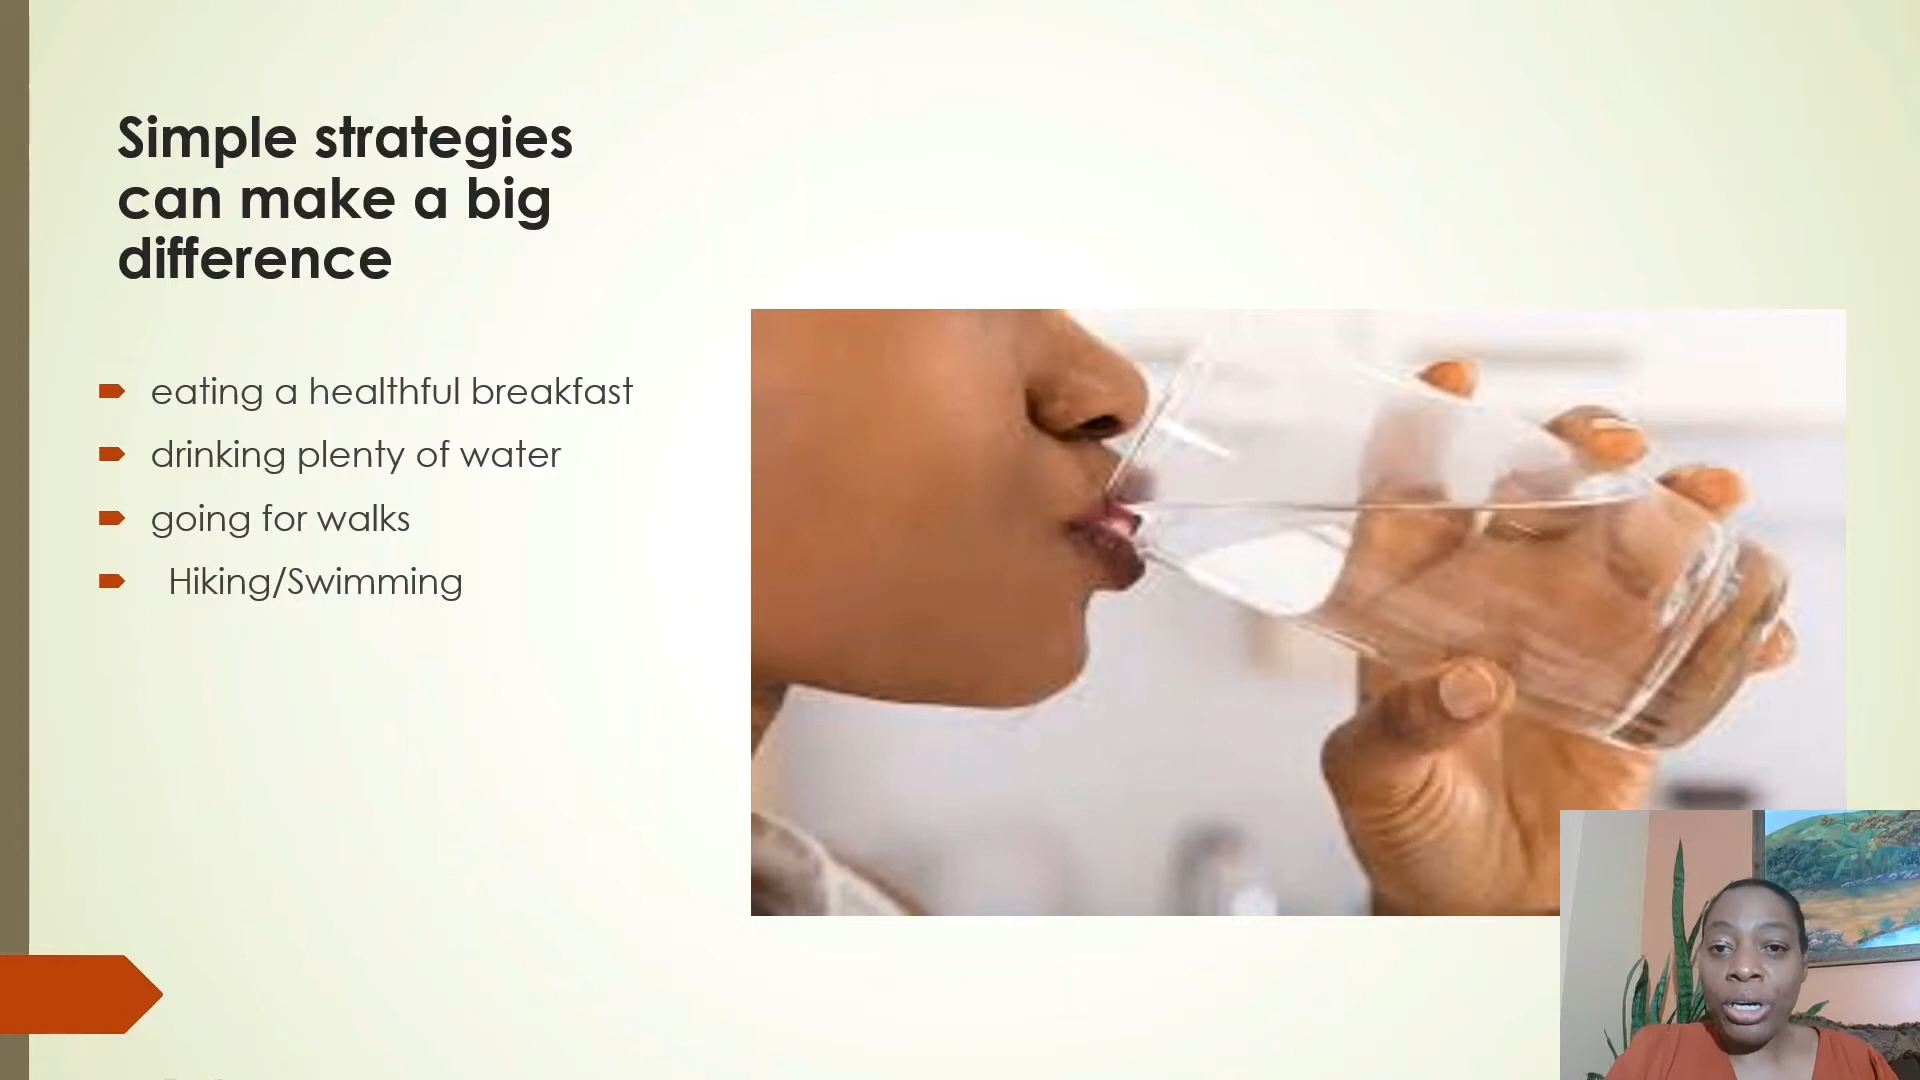 Simple strategies
can make a big
difference
eating a healthful breakfast
drinking plenty of water
going for walks
Hiking/Swimming